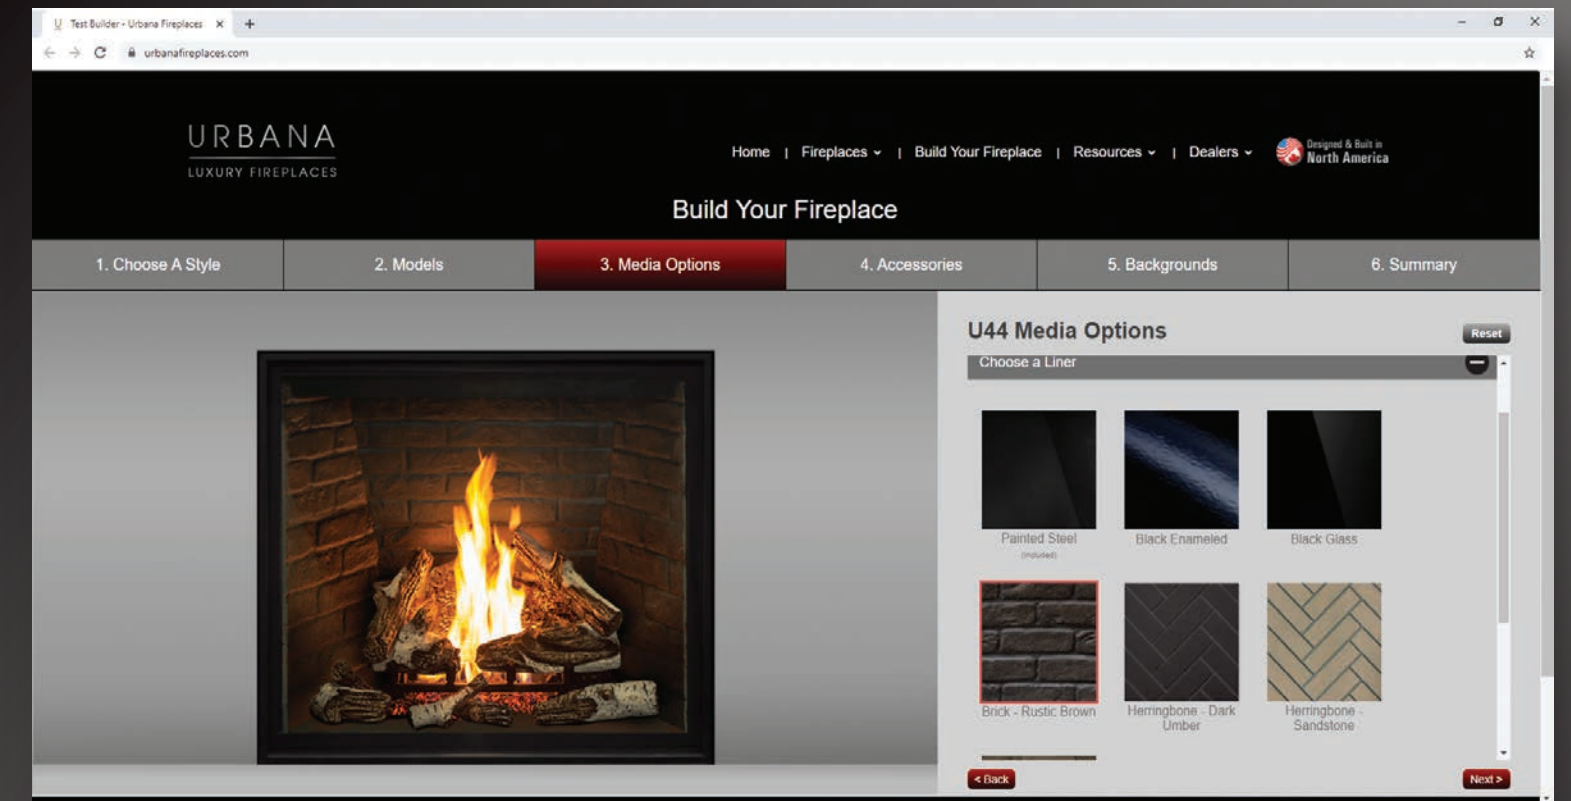 Test Builder - Urbana Fireplaces
urbanafireplaces.com
URBANA
LUXURY FIREPLACES
Home | Fireplaces | Build Your Fireplace | Resources | Dealers
Designed & Built in
North America
Build Your Fireplace
1. Choose A Style
2. Models
3. Media Options
4. Accessories
5. Backgrounds
6. Summary
U44 Media Options
Reset
Choose a Liner
Painted Steel
(included)
Black Enameled
Black Glass
Brick - Rustic Brown
Herringbone - Dark
Umber
Herringbone -
Sandstone
< Back
Next >